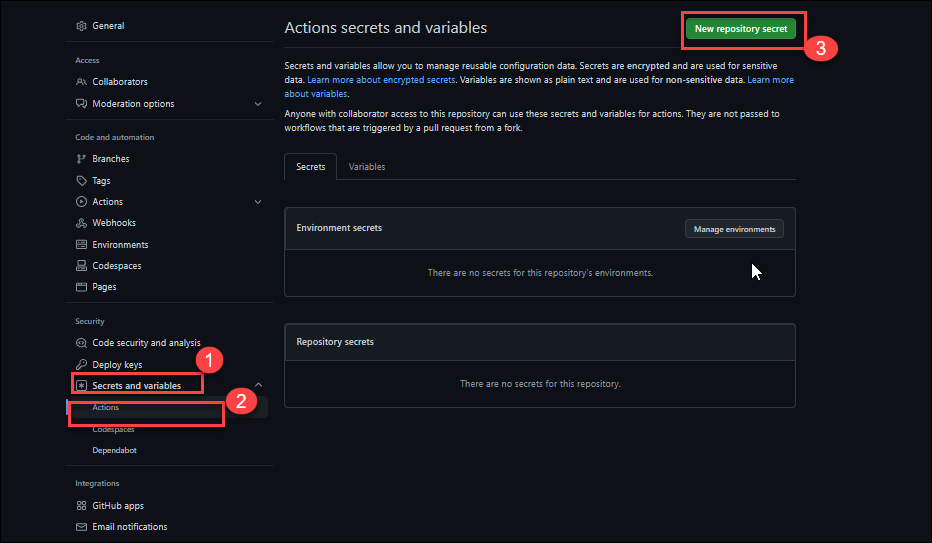 General
Access
Collaborators
Moderation options
Code and automation
Branches
Tags
Actions
Webhooks
Environments
Codespaces
Pages
Security
Code security and analysis
Deploy keys
1
Secrets and variables
2
Actions
Codespaces
Dependabot
Integrations
GitHub apps
Email notifications
Actions secrets and variables
New repository secret
3
Secrets and variables allow you to manage reusable configuration data. Secrets are encrypted and are used for sensitive
data. Learn more about encrypted secrets. Variables are shown as plain text and are used for non-sensitive data. Learn more
about variables.
Anyone with collaborator access to this repository can use these secrets and variables for actions. They are not passed to
workflows that are triggered by a pull request from a fork.
Secrets
Variables
Environment secrets
Manage environments
There are no secrets for this repository's environments.
Repository secrets
There are no secrets for this repository.